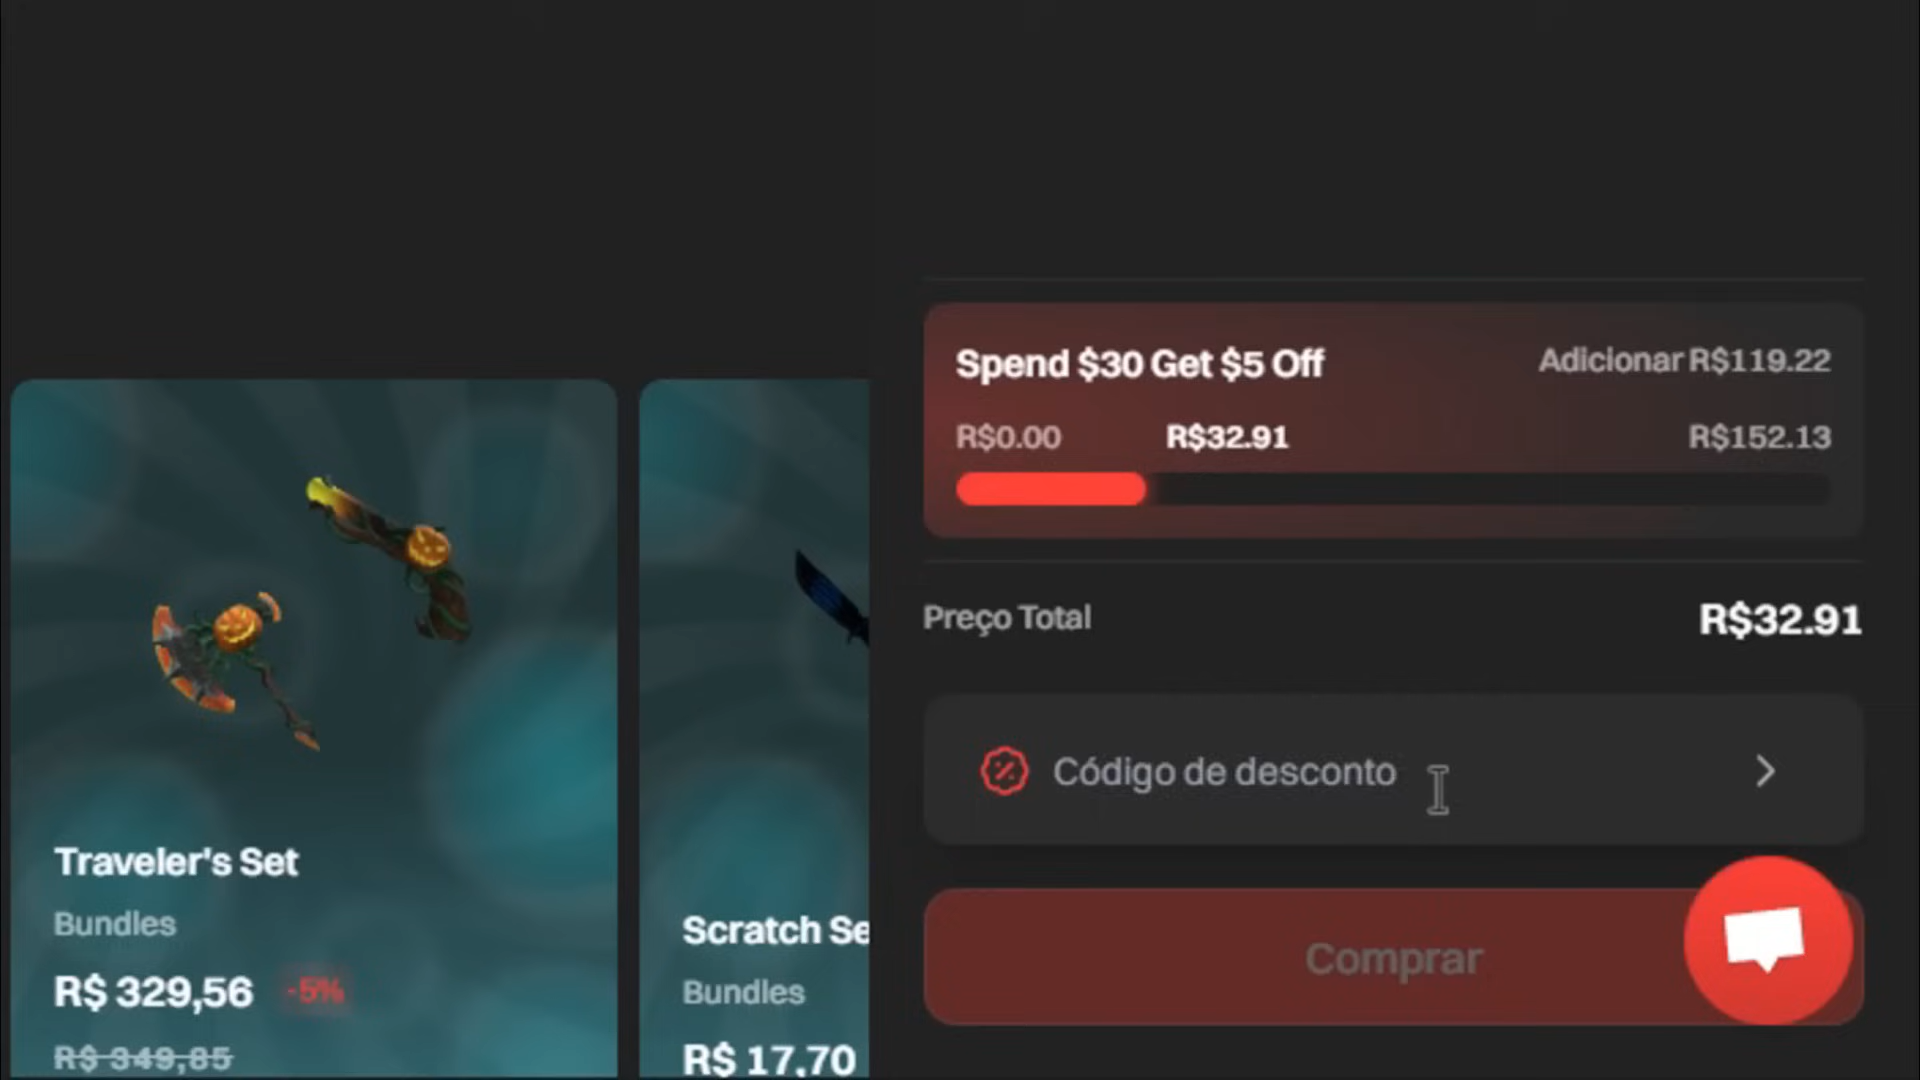 Traveler's Set
Bundles
R$ 329,56 -5%
R$ 349,85
Scratch Se
Bundles
R$ 17,70
Spend $30 Get $5 Off
Adicionar R$119.22
R$0.00
R$32.91
R$152.13
Preço Total
R$32.91
Código de desconto
Comprar